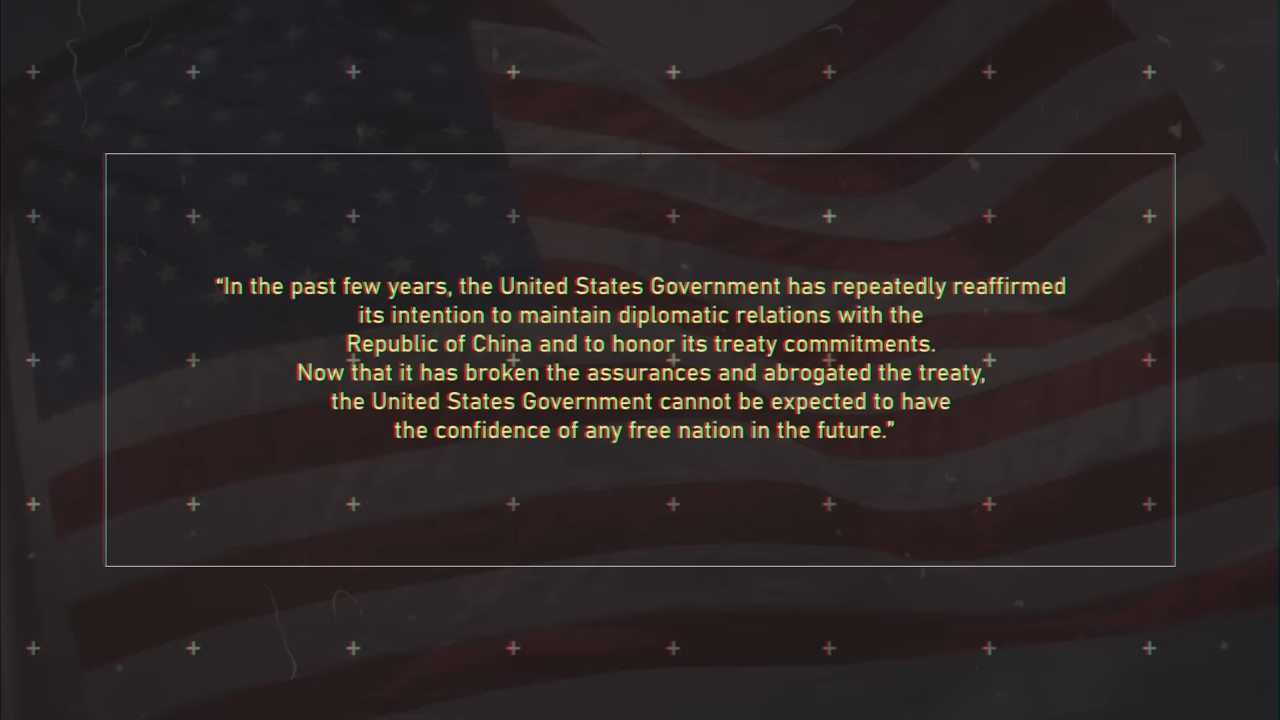 “In the past few years, the United States Government has repeatedly reaffirmed
its intention to maintain diplomatic relations with the
Republic of China and to honor its treaty commitments.
Now that it has broken the assurances and abrogated the treaty,
the United States Government cannot be expected to have
the confidence of any free nation in the future.”